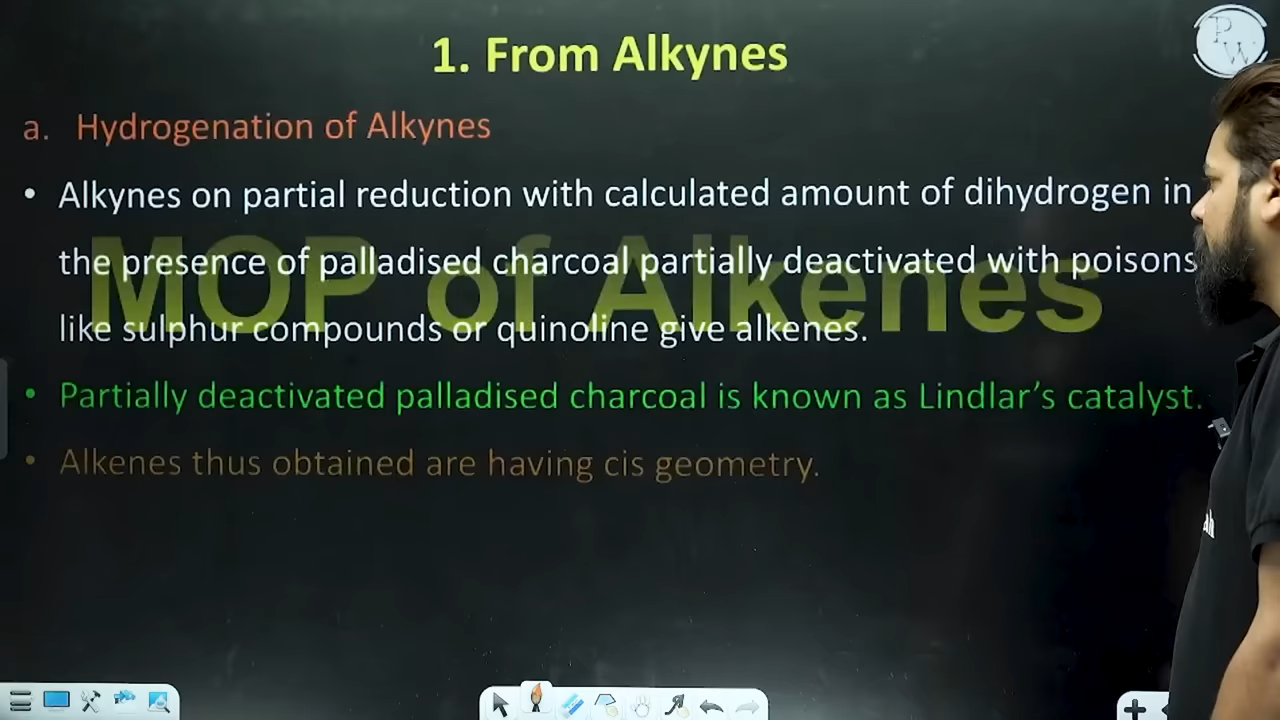 1. From Alkynes
PW
a. Hydrogenation of Alkynes
• Alkynes on partial reduction with calculated amount of dihydrogen in
the presence of palladised charcoal partially deactivated with poisons
MOP of Alkenes
like sulphur compounds or quinoline give alkenes.
• Partially deactivated palladised charcoal is known as Lindlar’s catalyst.
• Alkenes thus obtained are having cis geometry.